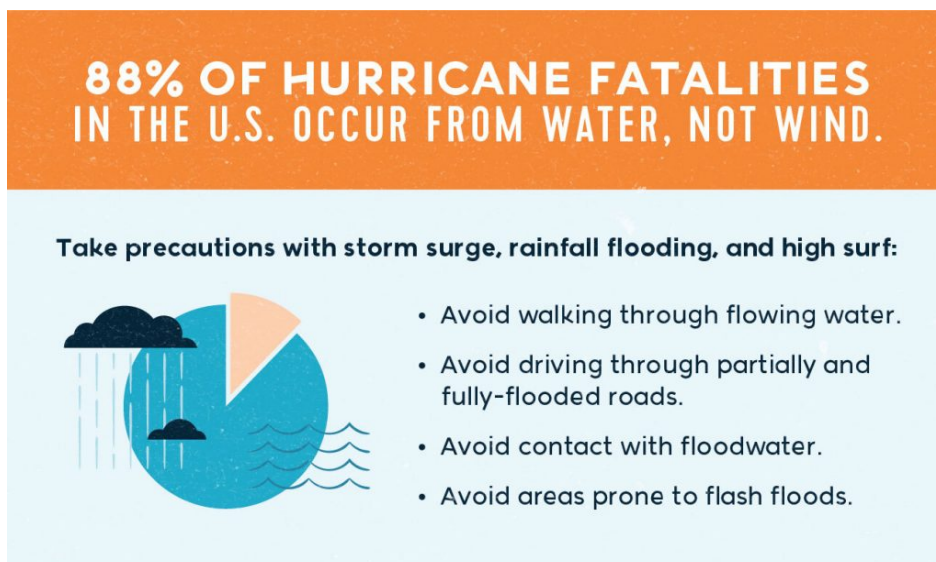 88% OF HURRICANE FATALITIES
IN THE U.S. OCCUR FROM WATER, NOT WIND.
Take precautions with storm surge, rainfall flooding, and high surf:
• Avoid walking through flowing water.
• Avoid driving through partially and
fully-flooded roads.
• Avoid contact with floodwater.
• Avoid areas prone to flash floods.